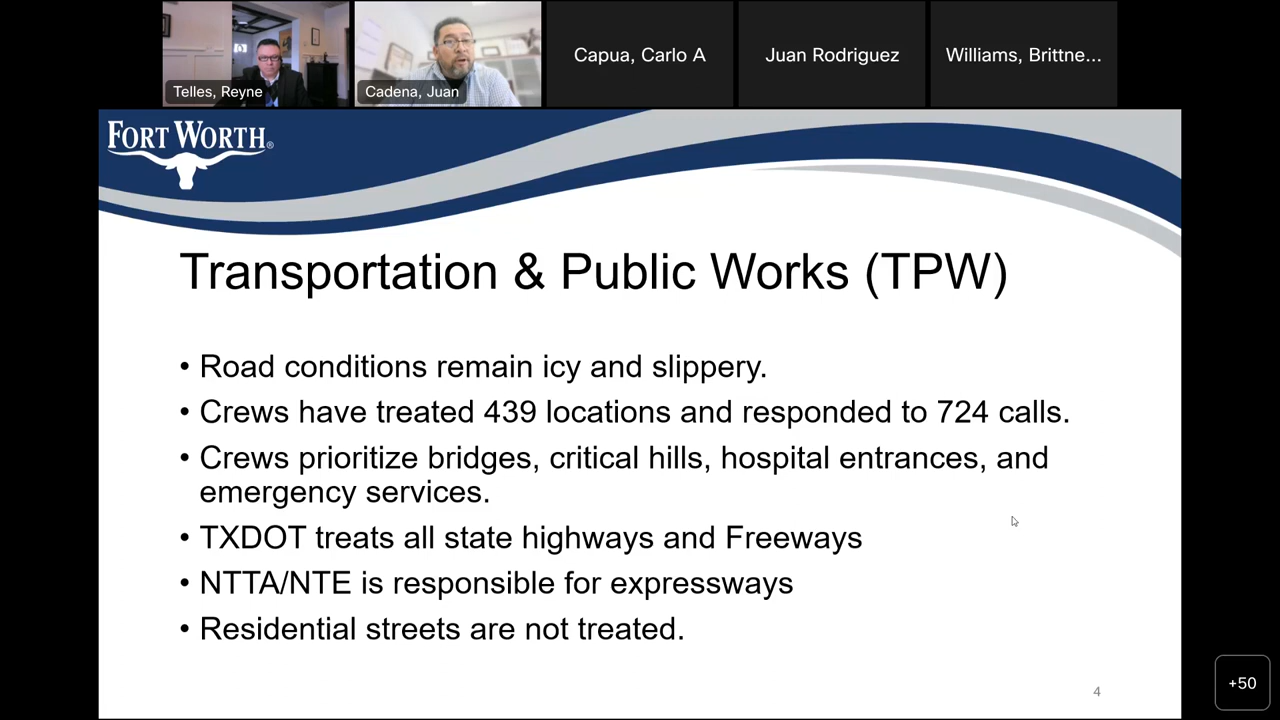 Telles, Reyne
Cadena, Juan
Capua, Carlo A
Juan Rodriguez
Williams, Brittne...
FORT WORTH®
Transportation & Public Works (TPW)
• Road conditions remain icy and slippery.
• Crews have treated 439 locations and responded to 724 calls.
• Crews prioritize bridges, critical hills, hospital entrances, and
emergency services.
• TXDOT treats all state highways and Freeways
• NTTA/NTE is responsible for expressways
• Residential streets are not treated.
4
+50